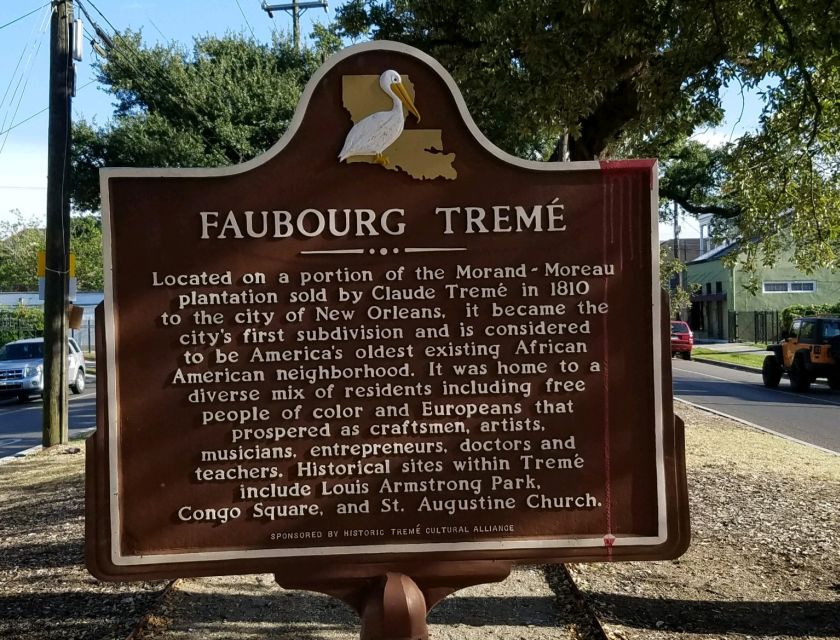 FAUBOURG TREMÉ
Located on a portion of the Morand-Moreau
plantation sold by Claude Tremé in 1810
to the city of New Orleans, it became the
city's first subdivision and is considered
to be America's oldest existing African
American neighborhood. It was home to a
diverse mix of residents including free
people of color and Europeans that
prospered as craftsmen, artists,
musicians, entrepreneurs, doctors and
teachers. Historical sites within Tremé
include Louis Armstrong Park,
Congo Square, and St. Augustine Church.
SPONSORED BY HISTORIC TREMÉ CULTURAL ALLIANCE